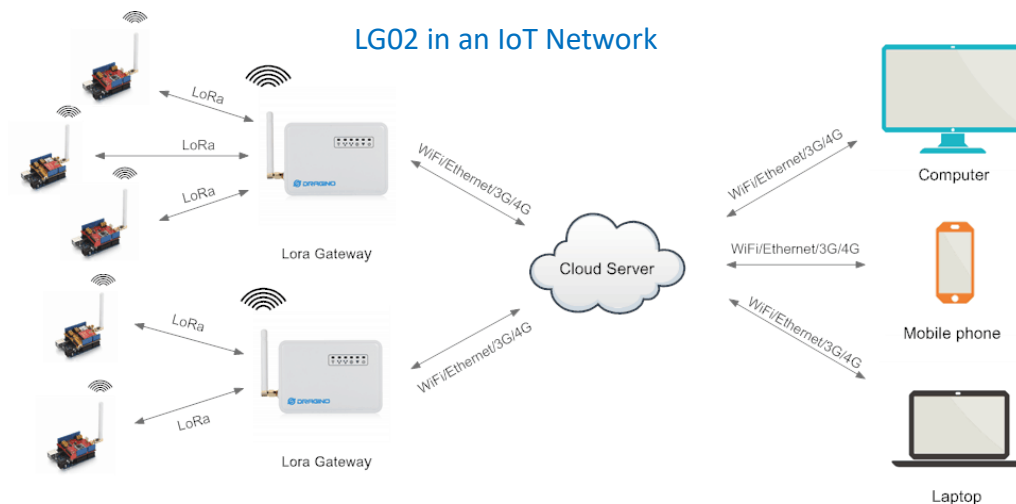 LG02 in an IoT Network
LoRa
LoRa
LoRa
DRAGINO
Lora Gateway
WiFi/Ethernet/3G/4G
LoRa
LoRa
DRAGINO
Lora Gateway
WiFi/Ethernet/3G/4G
Cloud Server
WiFi/Ethernet/3G/4G
Computer
WiFi/Ethernet/3G/4G
Mobile phone
WiFi/Ethernet/3G/4G
Laptop